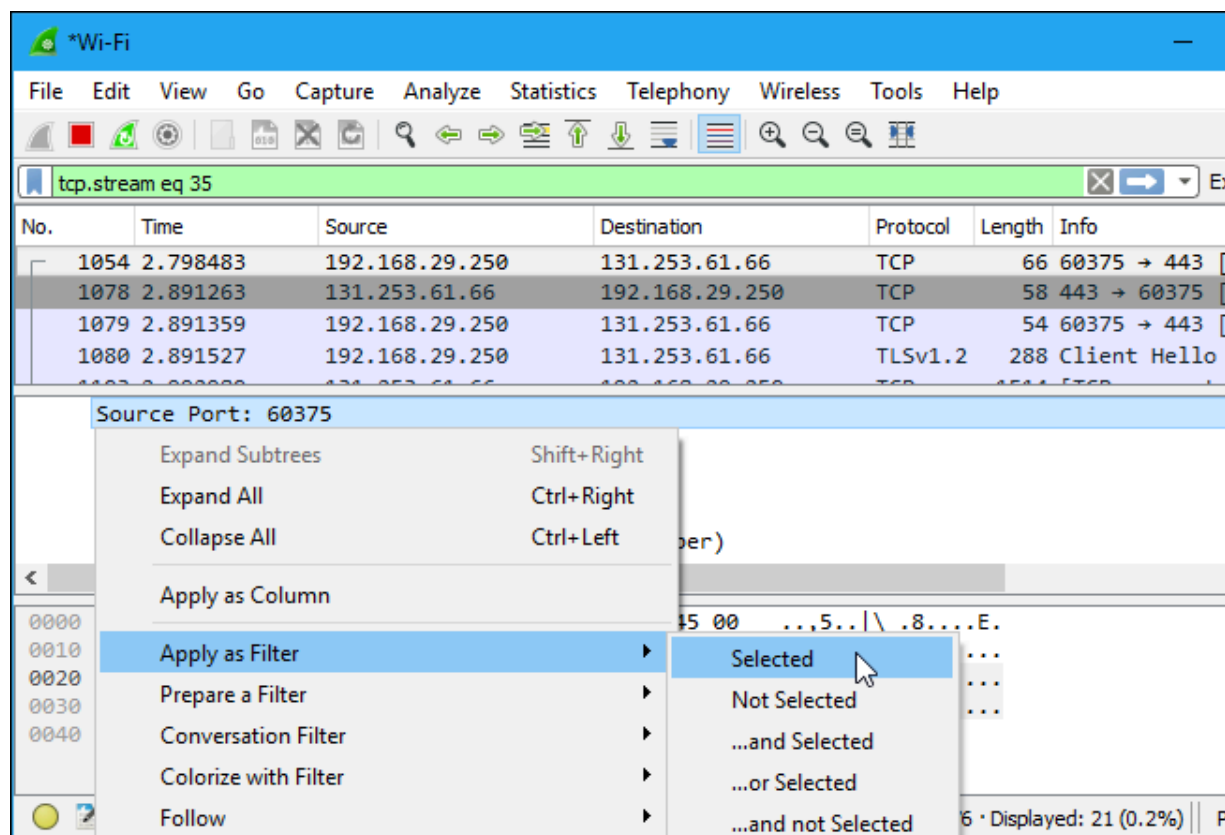 *Wi-Fi
File Edit View Go Capture Analyze Statistics Telephony Wireless Tools Help
tcp.stream eq 35
No. Time Source Destination Protocol Length Info
1054 2.798483 192.168.29.250 131.253.61.66 TCP 66 60375 → 443 [
1078 2.891263 131.253.61.66 192.168.29.250 TCP 58 443 → 60375 [
1079 2.891359 192.168.29.250 131.253.61.66 TCP 54 60375 → 443 [
1080 2.891527 192.168.29.250 131.253.61.66 TLSv1.2 288 Client Hello
Source Port: 60375
Expand Subtrees Shift+Right
Expand All Ctrl+Right
Collapse All Ctrl+Left
ber)
Apply as Column
0000 45 00 ..,5..|\ .8....E.
0010 ...
Apply as Filter Selected
0020 ...
Prepare a Filter Not Selected
0030 ...
0040
Conversation Filter ...and Selected
Colorize with Filter ...or Selected
Follow ...and not Selected
6 · Displayed: 21 (0.2%)